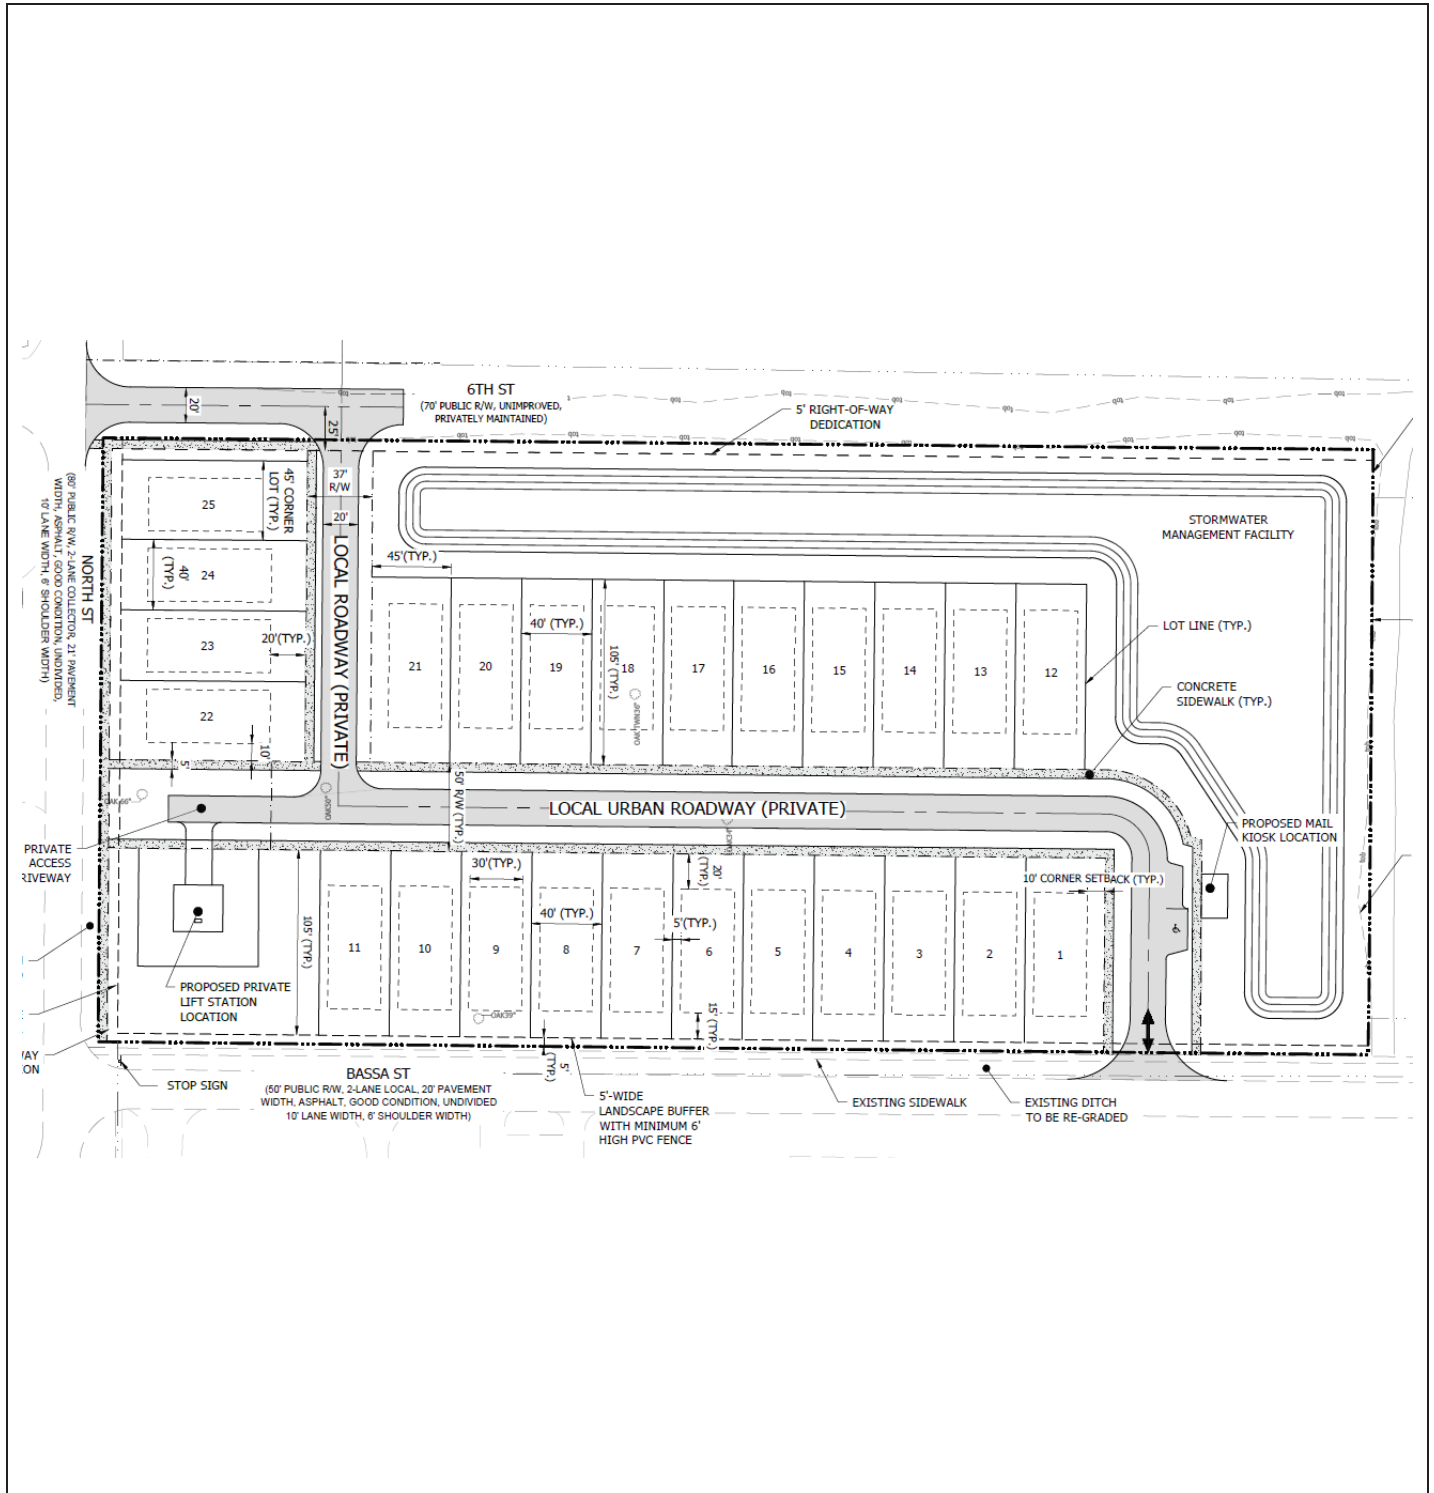 6TH ST
(70' PUBLIC R/W, UNIMPROVED,
PRIVATELY MAINTAINED)
5' RIGHT-OF-WAY
DEDICATION
20'
25'
37'
R/W
20'
45' CORNER
LOT (TYP.)
25
24
40'
(TYP.)
23
20'(TYP.)
22
10'
5'
NORTH ST
(80' PUBLIC R/W, 2-LANE COLLECTOR, 21' PAVEMENT
WIDTH, ASPHALT, GOOD CONDITION, UNDIVIDED,
10' LANE WIDTH, 6' SHOULDER WIDTH)
LOCAL ROADWAY (PRIVATE)
45'(TYP.)
STORMWATER
MANAGEMENT FACILITY
40' (TYP.)
105' (TYP.)
21
20
19
18
17
16
15
14
13
12
LOT LINE (TYP.)
CONCRETE
SIDEWALK (TYP.)
50' R/W (TYP.)
LOCAL URBAN ROADWAY (PRIVATE)
PROPOSED MAIL
KIOSK LOCATION
PRIVATE
ACCESS
RIVEWAY
30'(TYP.)
20'
(TYP.)
10' CORNER SETBACK (TYP.)
40' (TYP.)
5'(TYP.)
105' (TYP.)
11
10
9
8
7
6
5
4
3
2
1
OAK39"
15' (TYP.)
PROPOSED PRIVATE
LIFT STATION
LOCATION
WAY
ON
STOP SIGN
BASSA ST
(50' PUBLIC R/W, 2-LANE LOCAL, 20' PAVEMENT
WIDTH, ASPHALT, GOOD CONDITION, UNDIVIDED
10' LANE WIDTH, 6' SHOULDER WIDTH)
5'
(TYP.)
5'-WIDE
LANDSCAPE BUFFER
WITH MINIMUM 6'
HIGH PVC FENCE
EXISTING SIDEWALK
EXISTING DITCH
TO BE RE-GRADED